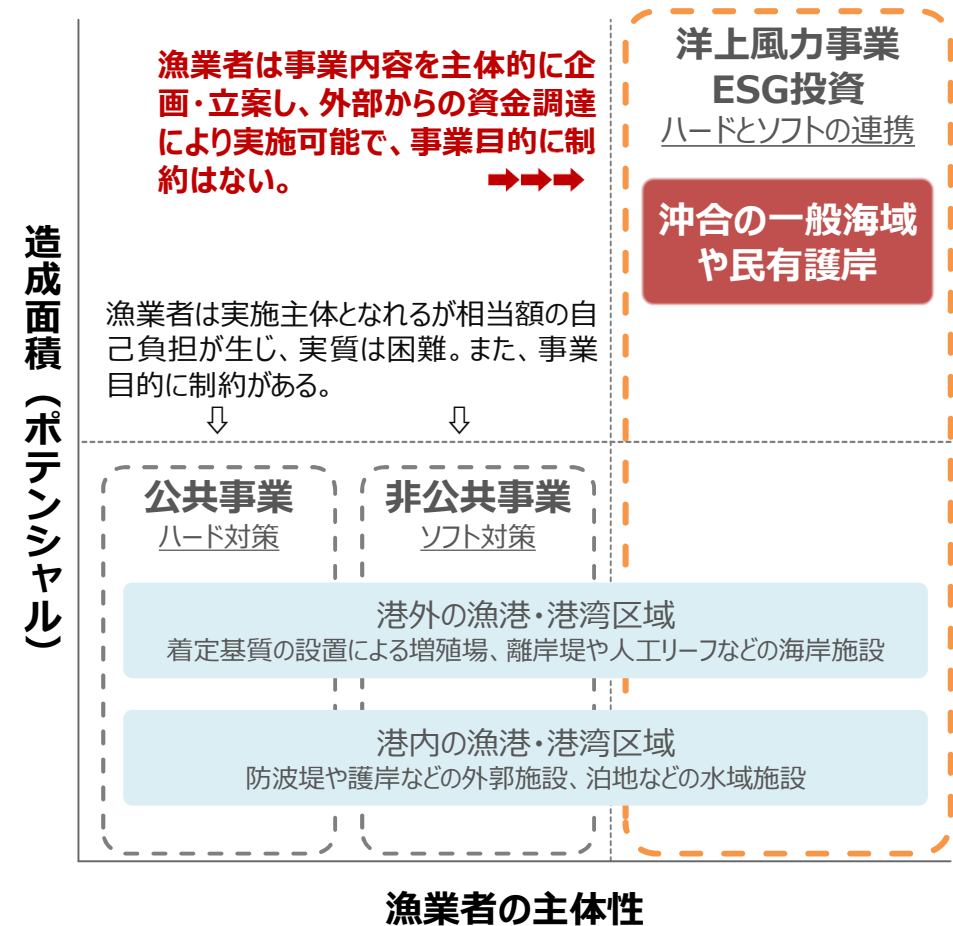 洋上風力事業
ESG投資
ハードとソフトの連携
漁業者は事業内容を主体的に企
画・立案し、外部からの資金調達
により実施可能で、事業目的に制
約はない。 ➡➡➡
沖合の一般海域
や民有護岸
漁業者は実施主体となれるが相当額の自
己負担が生じ、実質は困難。また、事業
目的に制約がある。
⇩ ⇩
公共事業
ハード対策
非公共事業
ソフト対策
港外の漁港・港湾区域
着定基質の設置による増殖場、離岸堤や人工リーフなどの海岸施設
港内の漁港・港湾区域
防波堤や護岸などの外郭施設、泊地などの水域施設
造成面積（ポテンシャル）
漁業者の主体性